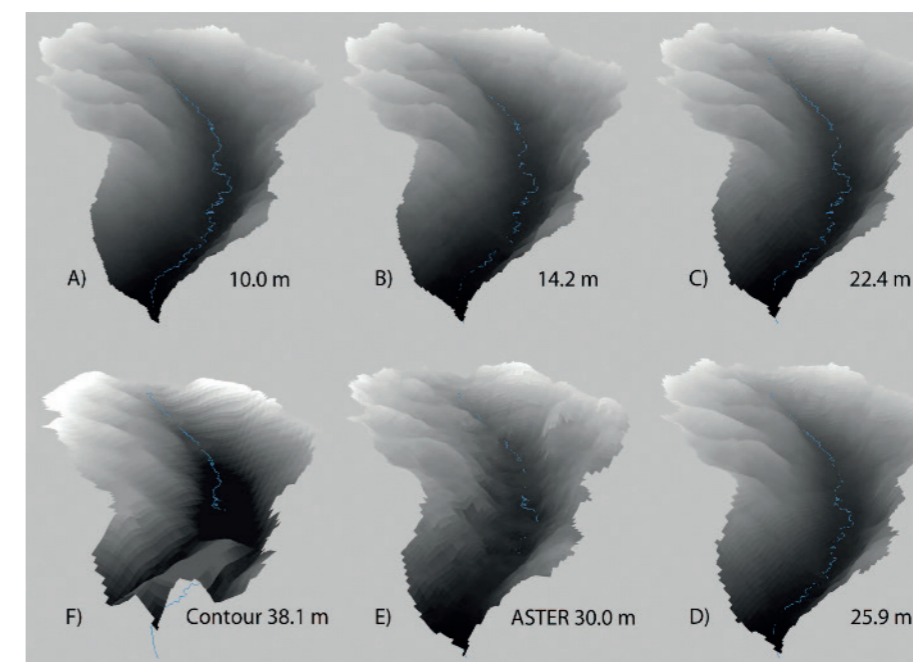 A) 10.0 m
B) 14.2 m
C) 22.4 m
F) Contour 38.1 m
E) ASTER 30.0 m
D) 25.9 m